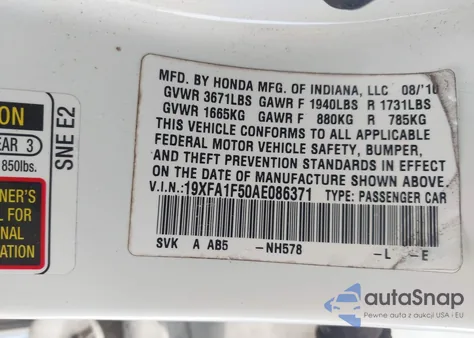 MFD. BY HONDA MFG. OF INDIANA, LLC 08/'10
GVWR 3671LBS GAWR F 1940LBS R 1731LBS
GVWR 1665KG GAWR F 880KG R 785KG
THIS VEHICLE CONFORMS TO ALL APPLICABLE
FEDERAL MOTOR VEHICLE SAFETY, BUMPER,
AND THEFT PREVENTION STANDARDS IN EFFECT
ON THE DATE OF MANUFACTURE SHOWN ABOVE.
V.I.N.:19XFA1F50AE086371 TYPE: PASSENGER CAR
SVK A AB5 -NH578 -L -E
SNE E2
ON
EAR 3
850lbs.
NER'S
L FOR
NAL
ATION
autoSnap
Pewne auta z aukcji USA i EU